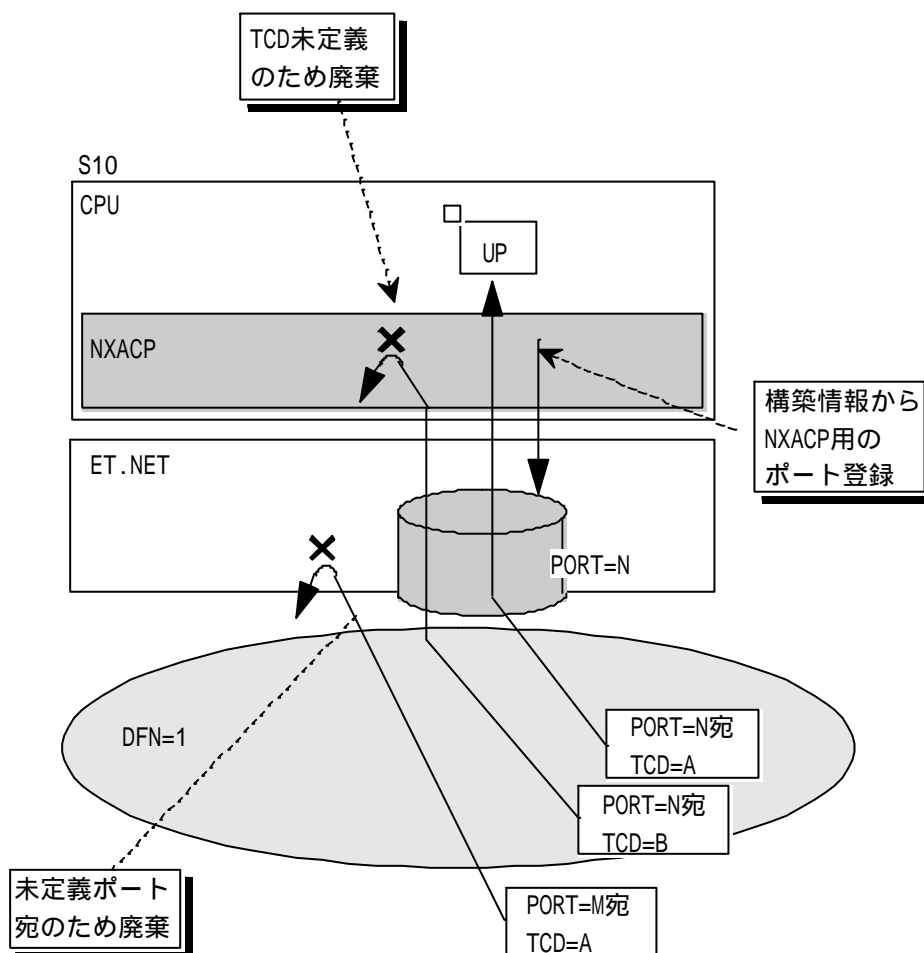 TCD未定義
のため廃棄
S10
CPU
UP
NXACP
構築情報から
NXACP用の
ポート登録
ET.NET
PORT=N
DFN=1
PORT=N宛
TCD=A
PORT=N宛
TCD=B
未定義ポート
宛のため廃棄
PORT=M宛
TCD=A